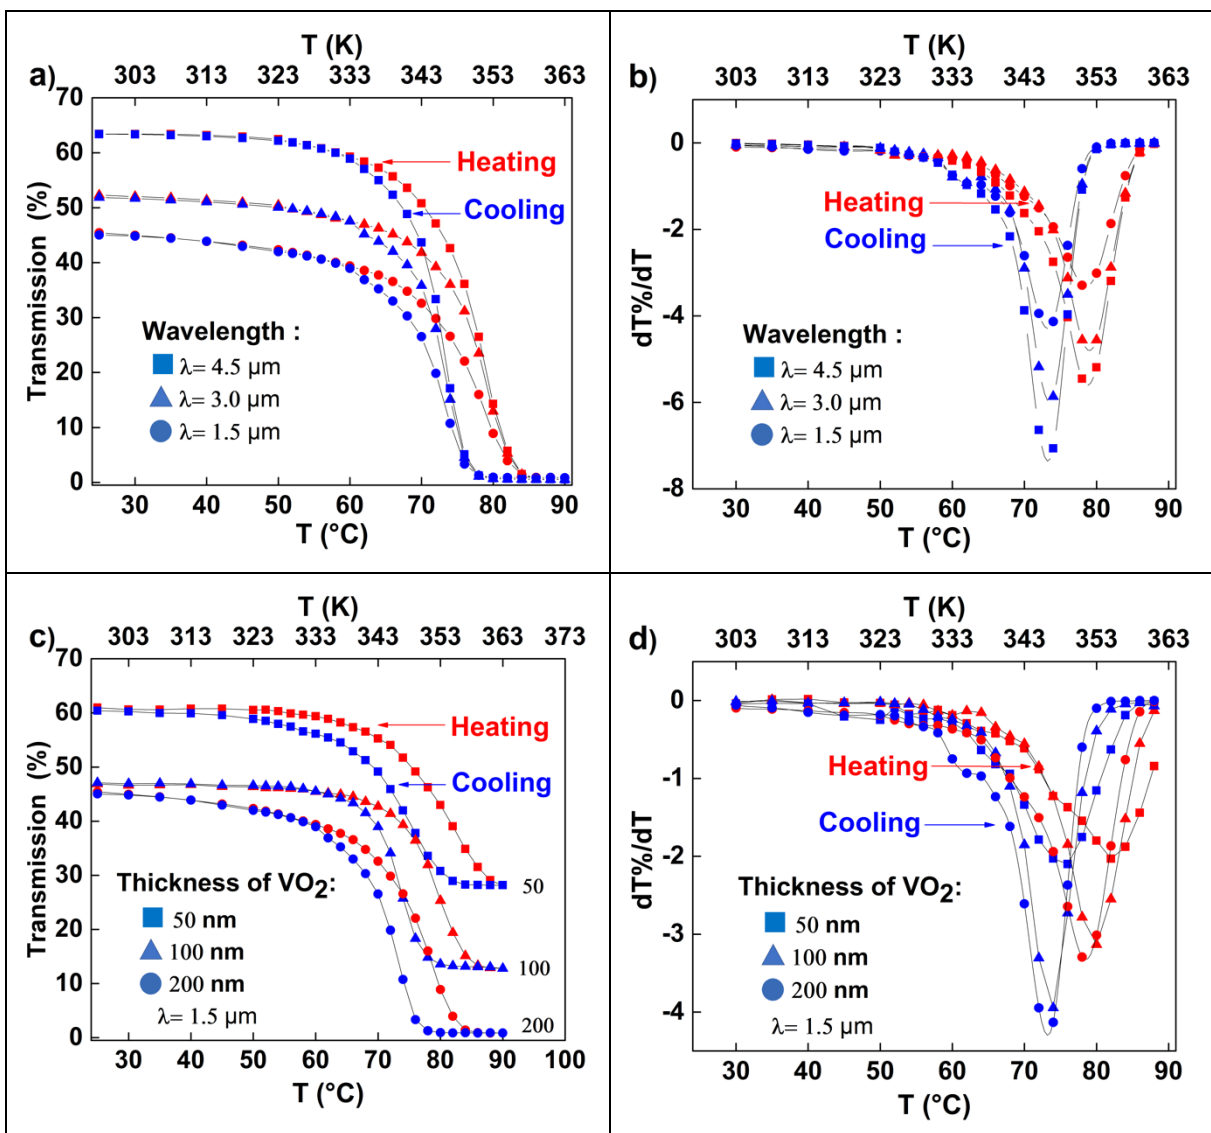 a)
T (K)
303 313 323 333 343 353 363
70
60
50
40
30
20
10
0
Transmission (%)
Heating
Cooling
Wavelength :
λ= 4.5 µm
λ= 3.0 µm
λ= 1.5 µm
30 40 50 60 70 80 90
T (°C)
b)
T (K)
303 313 323 333 343 353 363
0
-2
-4
-6
-8
dT%/dT
Heating
Cooling
Wavelength :
λ= 4.5 µm
λ= 3.0 µm
λ= 1.5 µm
30 40 50 60 70 80 90
T (°C)
c)
T (K)
303 313 323 333 343 353 363 373
70
60
50
40
30
20
10
0
Transmission (%)
Heating
Cooling
Thickness of VO2:
50 nm
100 nm
200 nm
λ= 1.5 µm
50
100
200
30 40 50 60 70 80 90 100
T (°C)
d)
T (K)
303 313 323 333 343 353 363
0
-1
-2
-3
-4
dT%/dT
Heating
Cooling
Thickness of VO2:
50 nm
100 nm
200 nm
λ= 1.5 µm
30 40 50 60 70 80 90
T (°C)